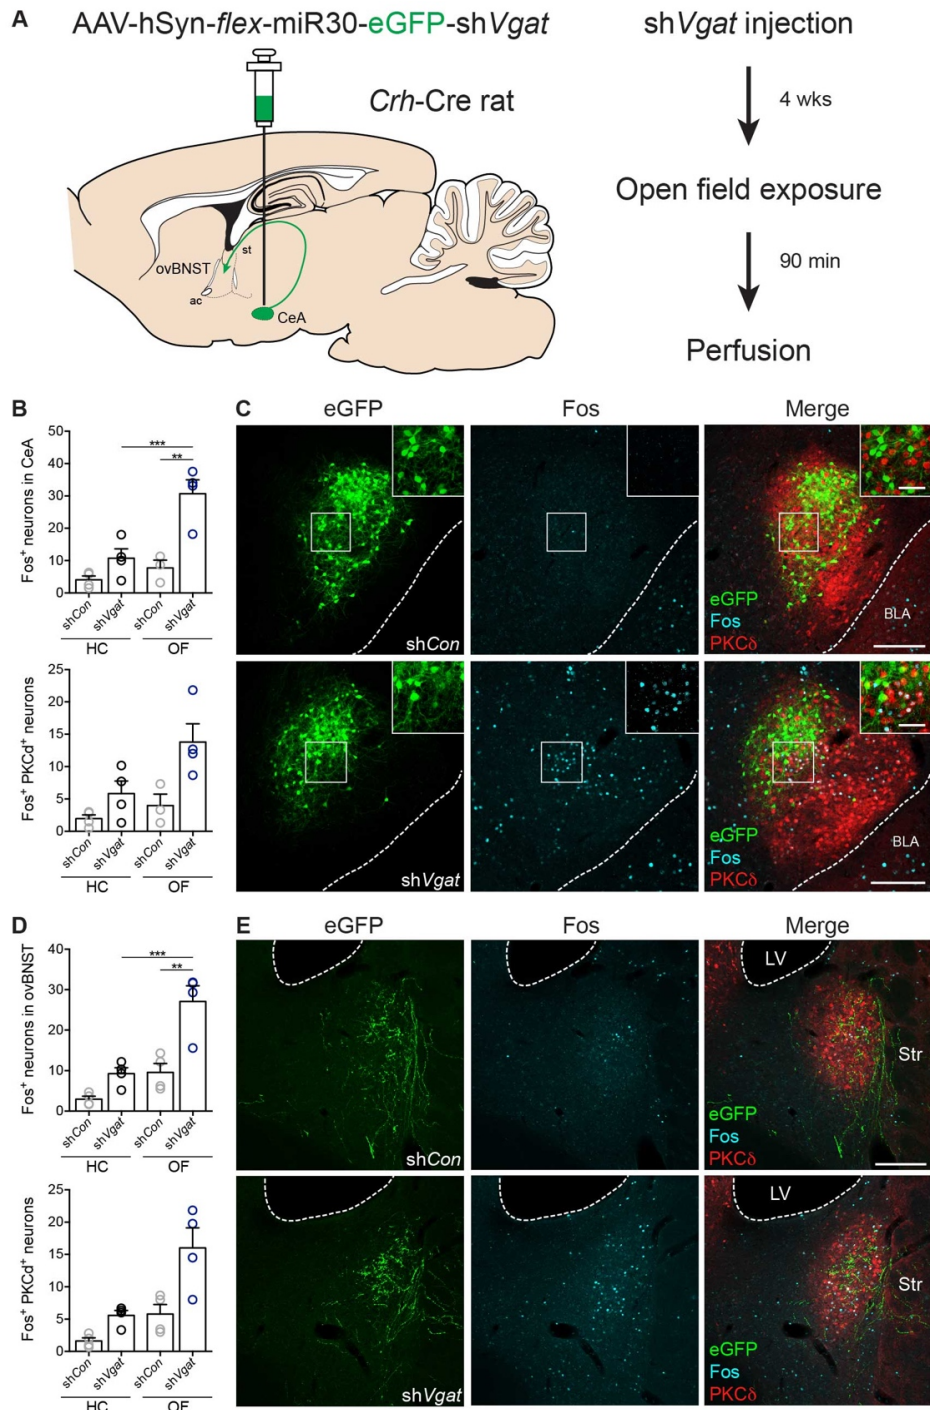 A
AAV-hSyn-flex-miR30-eGFP-shVgat
shVgat injection
Crh-Cre rat
4 wks
Open field exposure
90 min
Perfusion
ovBNST
st
ac
CeA
B
Fos+ neurons in CeA
50
40
30
20
10
0
***
**
shCon
shVgat
shCon
shVgat
HC
OF
Fos+ PKCd+ neurons
25
20
15
10
5
0
shCon
shVgat
shCon
shVgat
HC
OF
C
eGFP
Fos
Merge
shCon
eGFP
Fos
PKCδ
BLA
shVgat
eGFP
Fos
PKCδ
BLA
D
Fos+ neurons in ovBNST
40
30
20
10
0
***
**
shCon
shVgat
shCon
shVgat
HC
OF
Fos+ PKCd+ neurons
25
20
15
10
5
0
shCon
shVgat
shCon
shVgat
HC
OF
E
eGFP
Fos
Merge
shCon
LV
Str
eGFP
Fos
PKCδ
shVgat
LV
Str
eGFP
Fos
PKCδ